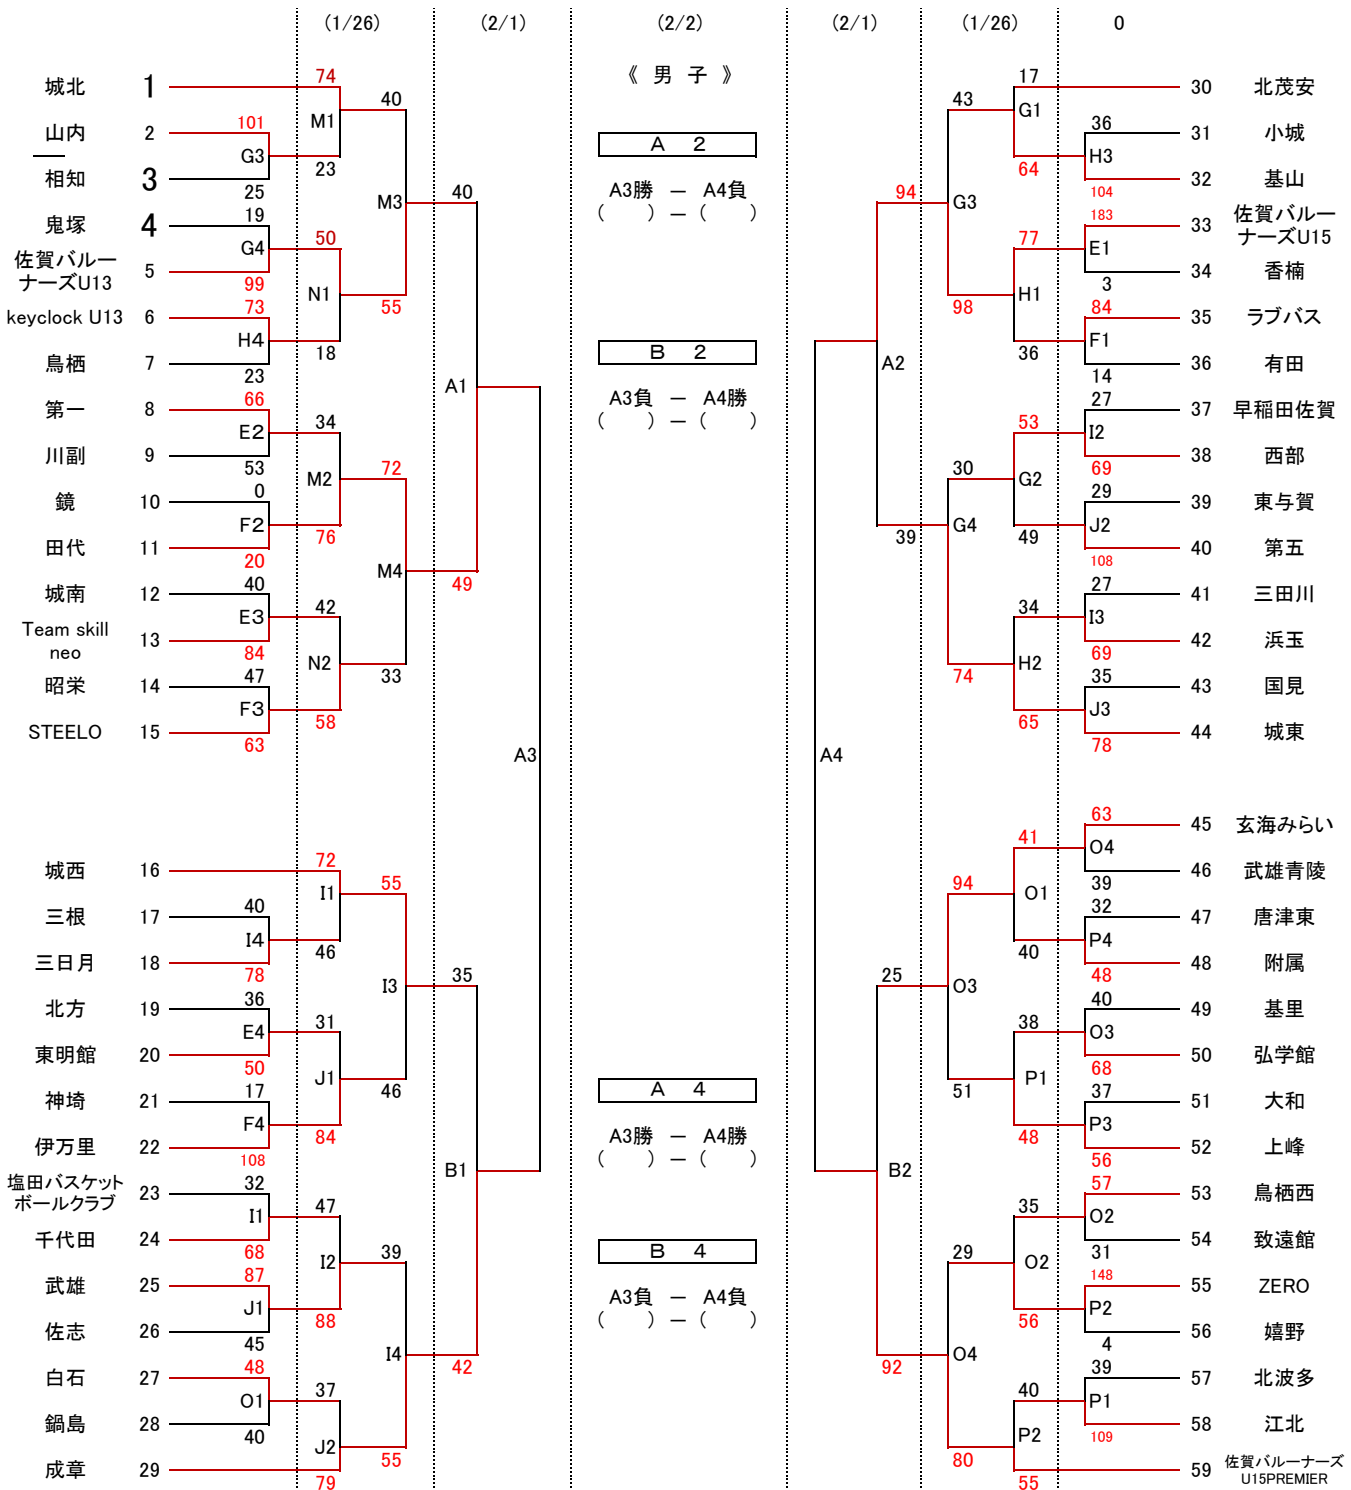 (1/26) (2/1) (2/2) (2/1) (1/26) 0
《 男 子 》
城北 1
山内 2
相知 3
鬼塚 4
佐賀バルー
ナーズU13 5
keyclock U13 6
鳥栖 7
第一 8
川副 9
鏡 10
田代 11
城南 12
Team skill
neo 13
昭栄 14
STEELO 15
城西 16
三根 17
三日月 18
北方 19
東明館 20
神埼 21
伊万里 22
塩田バスケット
ボールクラブ 23
千代田 24
武雄 25
佐志 26
白石 27
鍋島 28
成章 29
101
G3
25
19
G4
99
73
H4
23
66
E2
53
0
F2
20
40
E3
84
47
F3
63
40
I4
78
36
E4
50
17
F4
108
32
I1
68
87
J1
45
48
O1
40
74
M1
23
50
N1
18
34
M2
76
42
N2
58
72
I1
46
31
J1
84
47
I2
88
37
J2
79
40
M3
55
72
M4
33
55
I3
46
39
I4
55
40
A1
49
35
B1
42
A3
A 2
A3勝 － A4負
( ) － ( )
B 2
A3負 － A4勝
( ) － ( )
A 4
A3勝 － A4勝
( ) － ( )
B 4
A3負 － A4負
( ) － ( )
A4
94
A2
39
25
B2
92
43
G3
98
30
G4
74
94
O3
51
29
O4
80
17
G1
64
77
H1
36
53
G2
49
34
H2
65
41
O1
40
38
P1
48
35
O2
56
40
P2
55
36
H3
104
183
E1
3
84
F1
14
27
I2
69
29
J2
108
27
I3
69
35
J3
78
63
O4
39
32
P4
48
40
O3
68
37
P3
56
57
O2
31
148
P2
4
39
P1
109
30 北茂安
31 小城
32 基山
33 佐賀バルー
ナーズU15
34 香楠
35 ラブバス
36 有田
37 早稲田佐賀
38 西部
39 東与賀
40 第五
41 三田川
42 浜玉
43 国見
44 城東
45 玄海みらい
46 武雄青陵
47 唐津東
48 附属
49 基里
50 弘学館
51 大和
52 上峰
53 鳥栖西
54 致遠館
55 ZERO
56 嬉野
57 北波多
58 江北
59 佐賀バルーナーズ
U15PREMIER